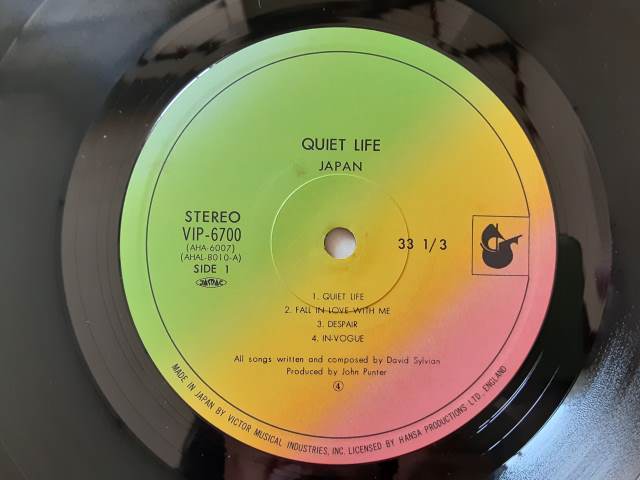 QUIET LIFE
JAPAN
STEREO
VIP-6700
(AHA-6007)
(AHAL-8010-A)
SIDE 1
JASRAC
33 1/3
1. QUIET LIFE
2. FALL IN LOVE WITH ME
3. DESPAIR
4. IN-VOGUE
All songs written and composed by David Sylvian
Produced by John Punter
④
MADE IN JAPAN BY VICTOR MUSICAL INDUSTRIES, INC. LICENSED BY HANSA PRODUCTIONS LTD., ENGLAND